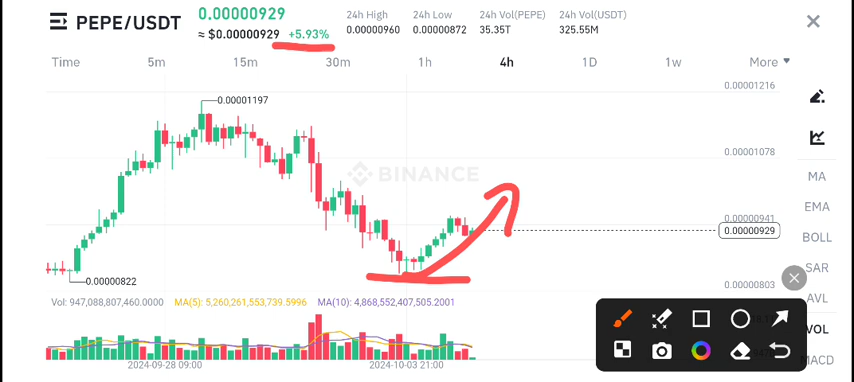 PEPE/USDT
0.00000929
≈ $0.00000929 +5.93%
24h High
0.00000960
24h Low
0.00000872
24h Vol(PEPE)
35.35T
24h Vol(USDT)
325.55M
Time 5m 15m 30m 1h 4h 1D 1w More
0.00001216
0.00001197
0.00001078
BINANCE
0.00000941
0.00000929
0.00000822
0.00000803
MA
EMA
BOLL
SAR
AVL
VOL
MACD
Vol: 947,088,807,460.0000 MA(5): 5,260,261,553,739.5996 MA(10): 4,868,552,407,505.2001
2024-09-28 09:00 2024-10-03 21:00